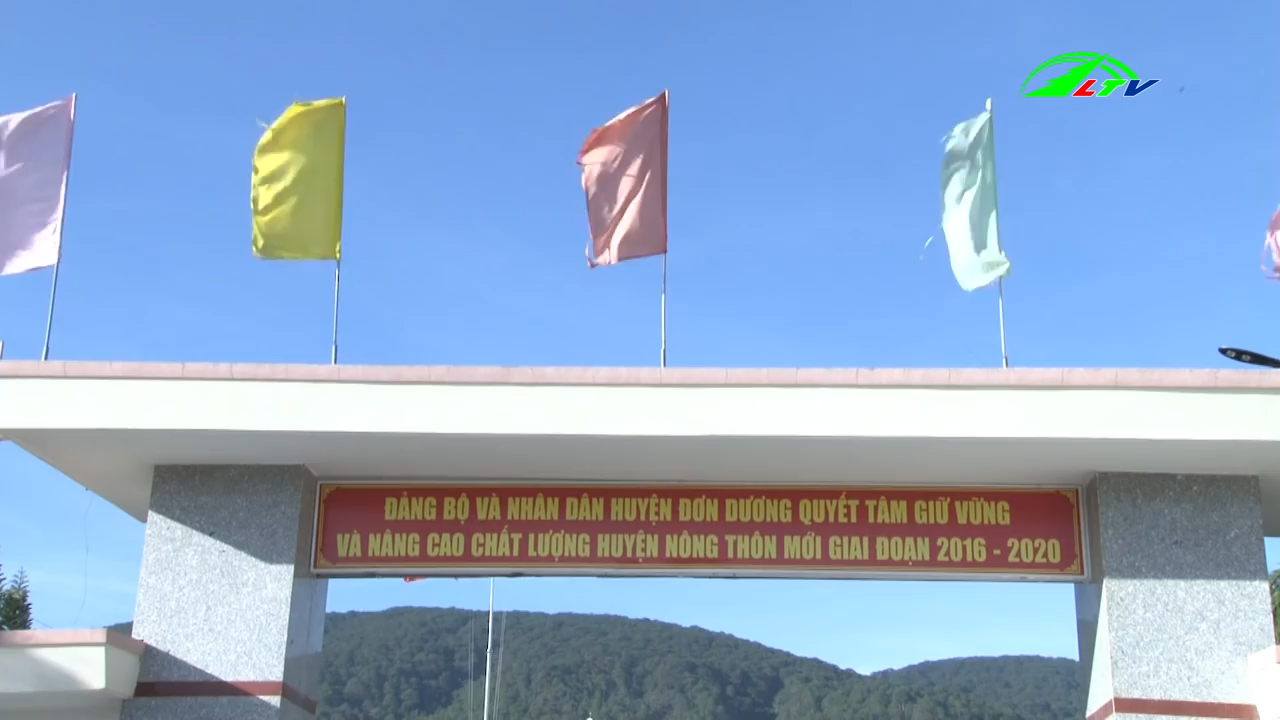 LTV
ĐẢNG BỘ VÀ NHÂN DÂN HUYỆN ĐƠN DƯƠNG QUYẾT TÂM GIỮ VỮNG
VÀ NÂNG CAO CHẤT LƯỢNG HUYỆN NÔNG THÔN MỚI GIAI ĐOẠN 2016 - 2020